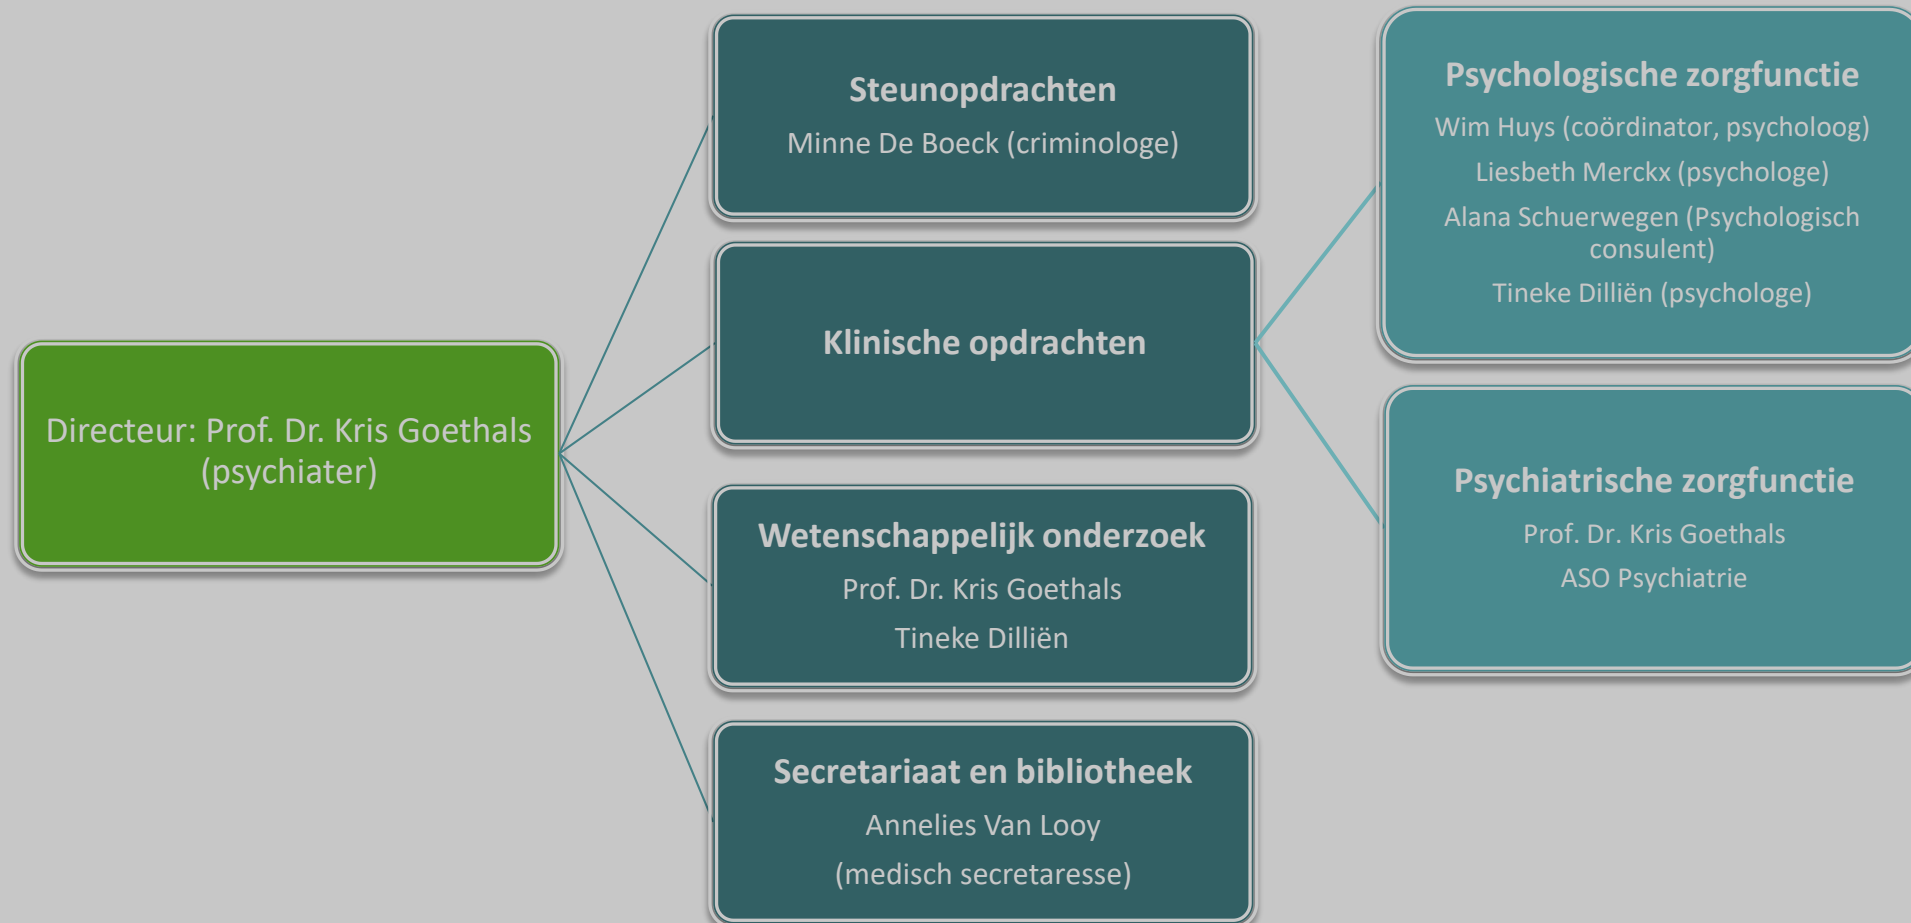 Directeur: Prof. Dr. Kris Goethals
(psychiater)
Steunopdrachten
Minne De Boeck (criminologe)
Klinische opdrachten
Wetenschappelijk onderzoek
Prof. Dr. Kris Goethals
Tineke Dilliën
Secretariaat en bibliotheek
Annelies Van Looy
(medisch secretaresse)
Psychologische zorgfunctie
Wim Huys (coördinator, psycholoog)
Liesbeth Merckx (psychologe)
Alana Schuerwegen (Psychologisch
consulent)
Tineke Dilliën (psychologe)
Psychiatrische zorgfunctie
Prof. Dr. Kris Goethals
ASO Psychiatrie